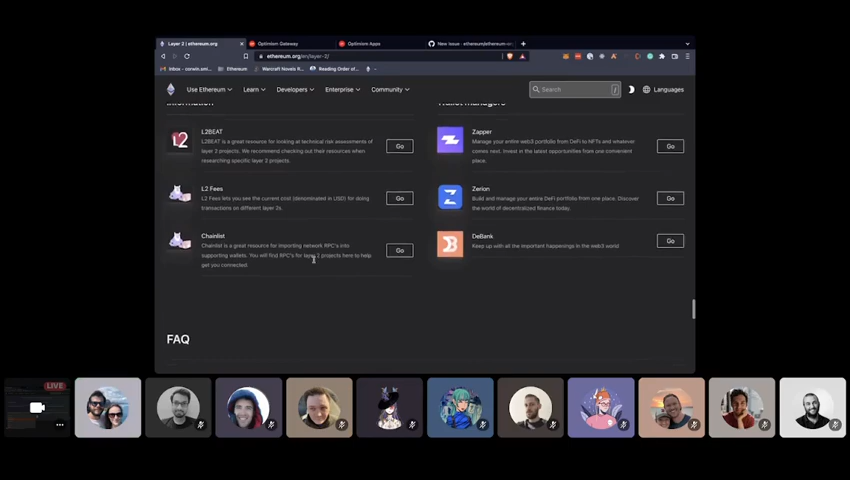 Layer 2 | ethereum.org
Optimism Gateway
Optimism Apps
New Issue · ethereum/ethereum-or
ethereum.org/en/layer-2/
Inbox - corwin.smi...
Ethereum
Warcraft Novels R...
Reading Order of...
Use Ethereum
Learn
Developers
Enterprise
Community
Search
/
Languages
Information
Wallet managers
L2BEAT
L2BEAT is a great resource for looking at technical risk assessments of
layer 2 projects. We recommend checking out their resources when
researching specific layer 2 projects.
Go
L2 Fees
L2 Fees lets you see the current cost (denominated in USD) for doing
transactions on different layer 2s.
Go
Chainlist
Chainlist is a great resource for importing network RPC's into
supporting wallets. You will find RPC's for layer 2 projects here to help
get you connected.
Go
Zapper
Manage your entire web3 portfolio from DeFi to NFTs and whatever
comes next. Invest in the latest opportunities from one convenient
place.
Go
Zerion
Build and manage your entire DeFi portfolio from one place. Discover
the world of decentralized finance today.
Go
DeBank
Keep up with all the important happenings in the web3 world
Go
FAQ
LIVE